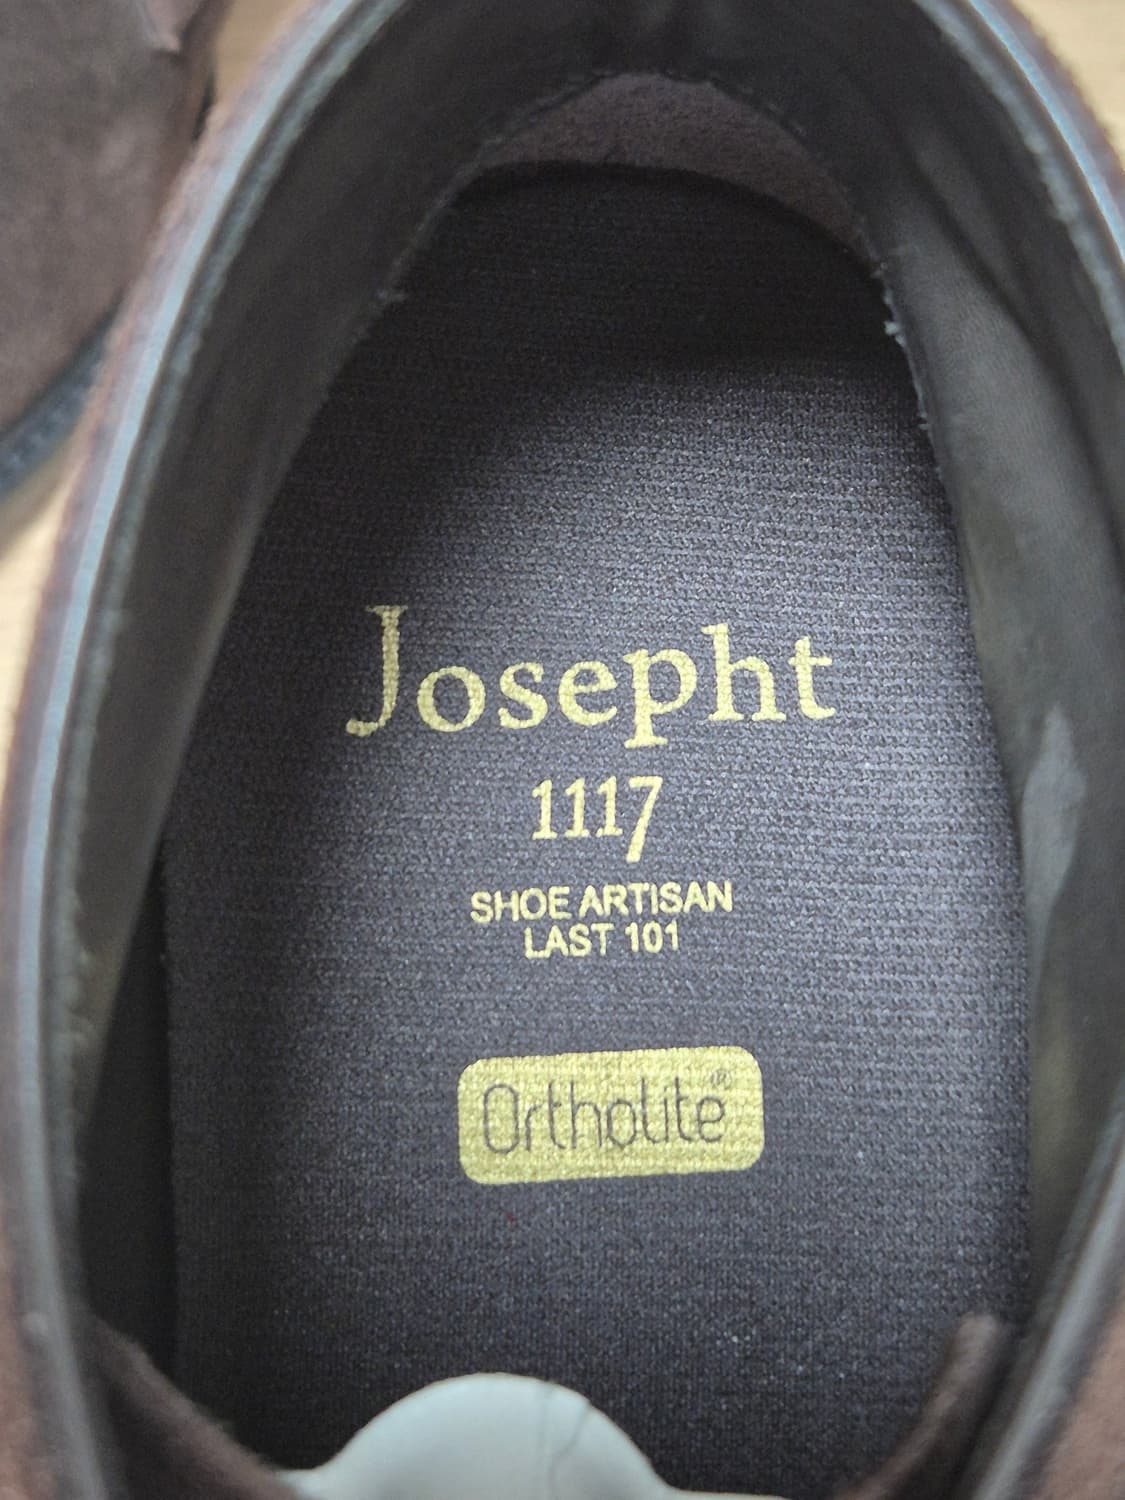 Josepht
1117
SHOE ARTISAN
LAST 101
Ortholite®